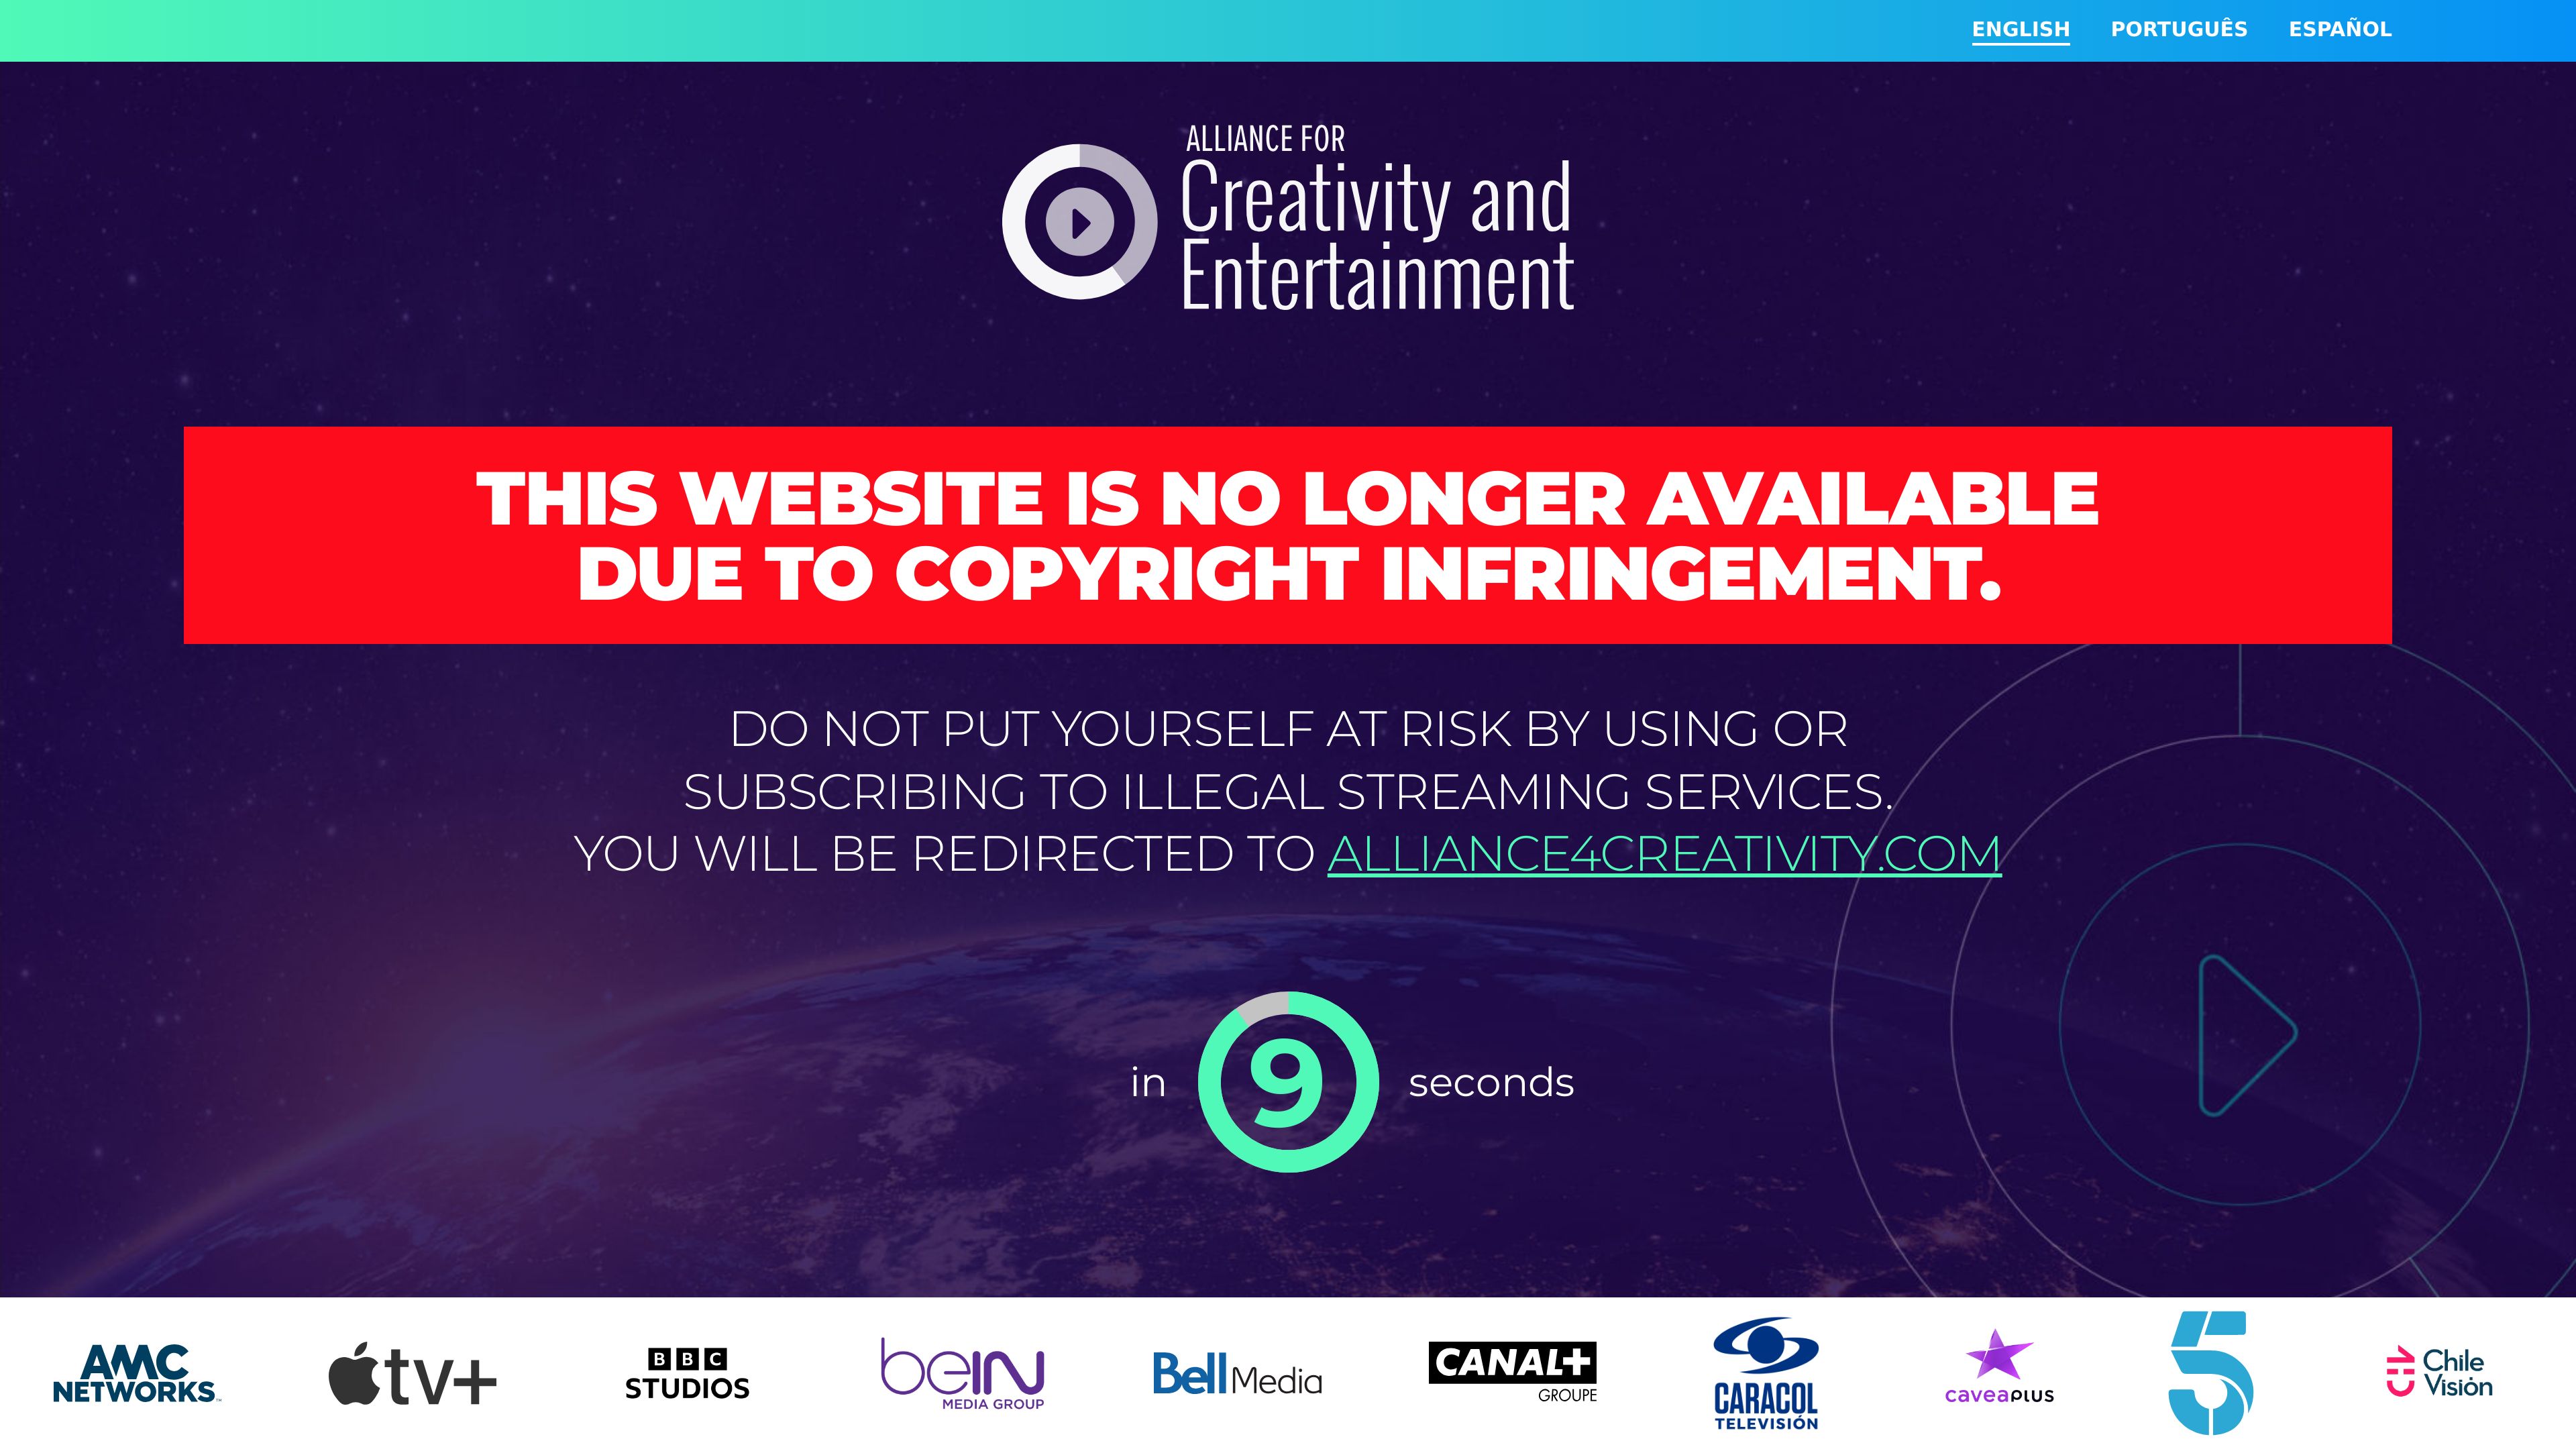 ENGLISH PORTUGUÊS ESPAÑOL
ALLIANCE FOR
Creativity and
Entertainment
THIS WEBSITE IS NO LONGER AVAILABLE
DUE TO COPYRIGHT INFRINGEMENT.
DO NOT PUT YOURSELF AT RISK BY USING OR
SUBSCRIBING TO ILLEGAL STREAMING SERVICES.
YOU WILL BE REDIRECTED TO ALLIANCE4CREATIVITY.COM
in 9 seconds
AMC
NETWORKS
tv+
BBC
STUDIOS
beIN
MEDIA GROUP
Bell Media
CANAL+
GROUPE
CARACOL
TELEVISIÓN
caveaplus
5
CHV
Chile
Visión